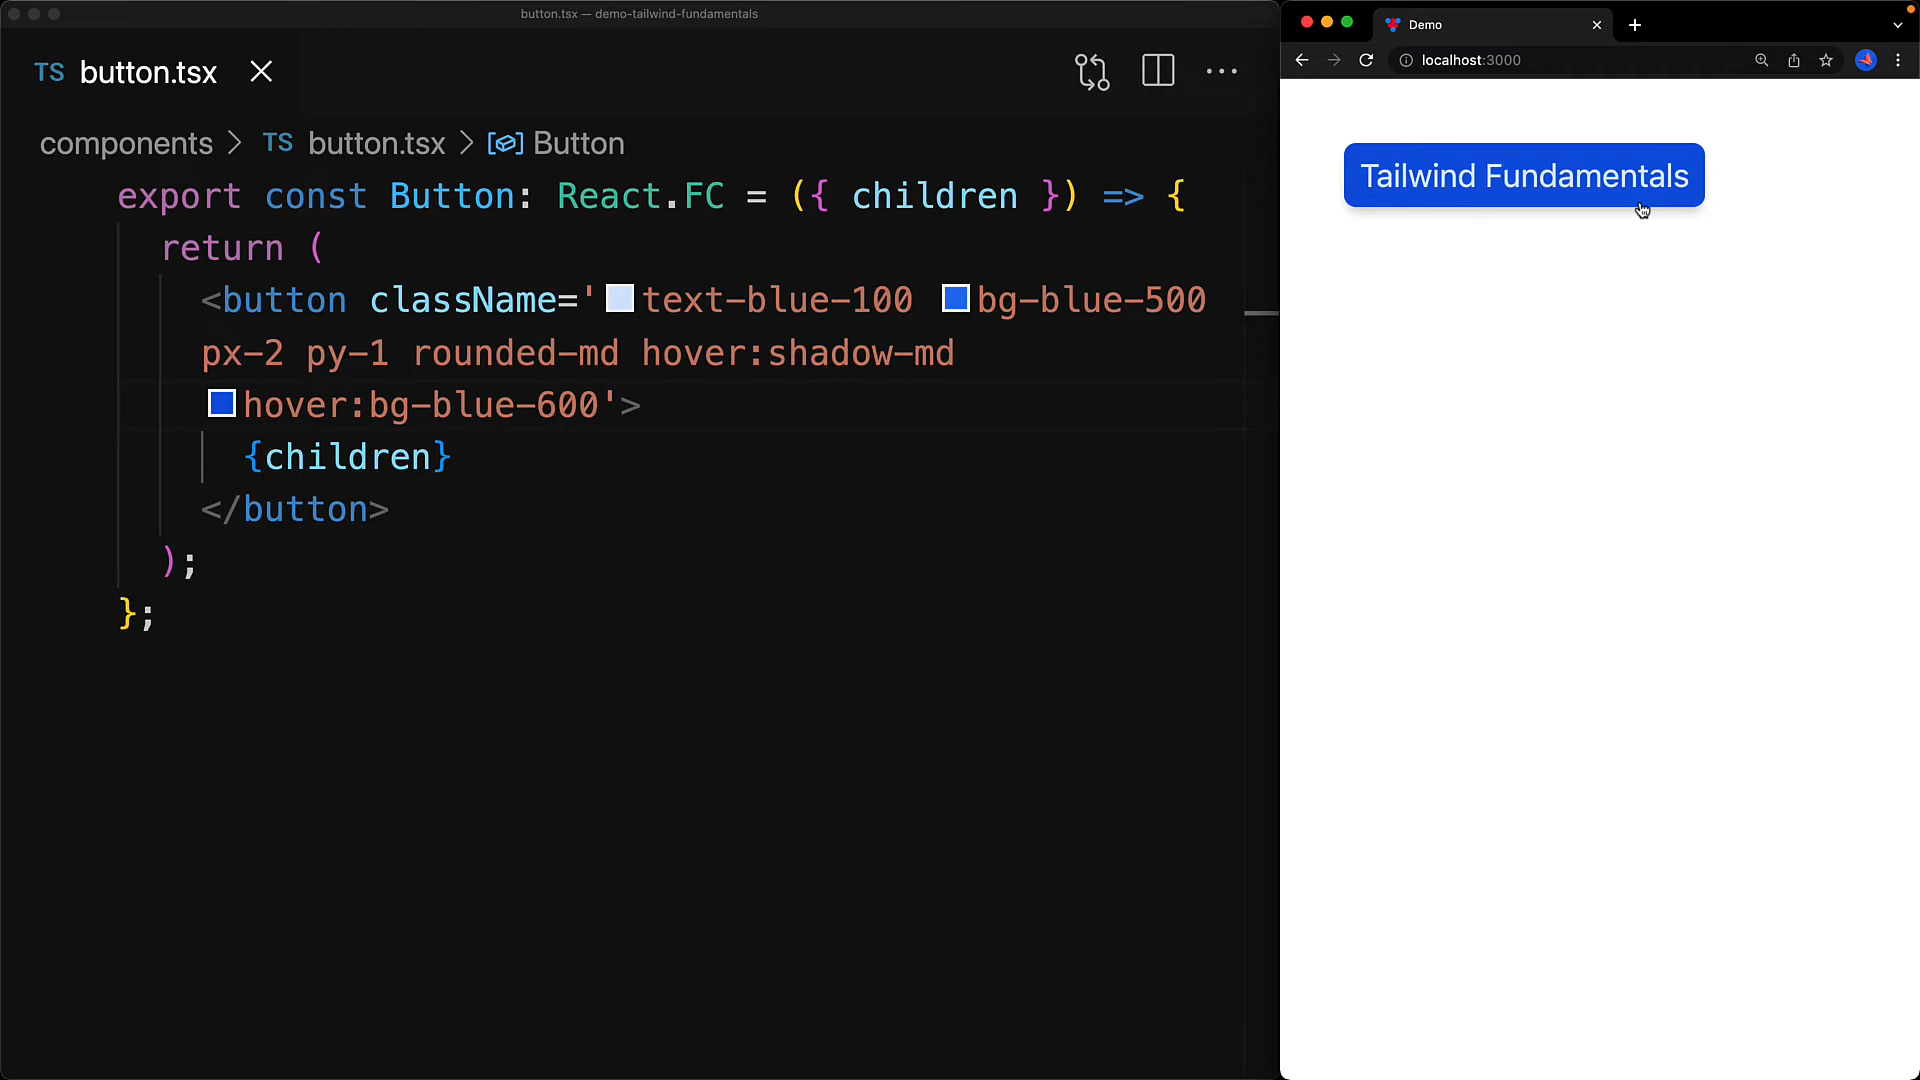 button.tsx — demo-tailwind-fundamentals
TS button.tsx
components > TS button.tsx > Button
export const Button: React.FC = ({ children }) => {
return (
<button className='text-blue-100 bg-blue-500
px-2 py-1 rounded-md hover:shadow-md
hover:bg-blue-600'>
{children}
</button>
);
};
Demo
localhost:3000
Tailwind Fundamentals